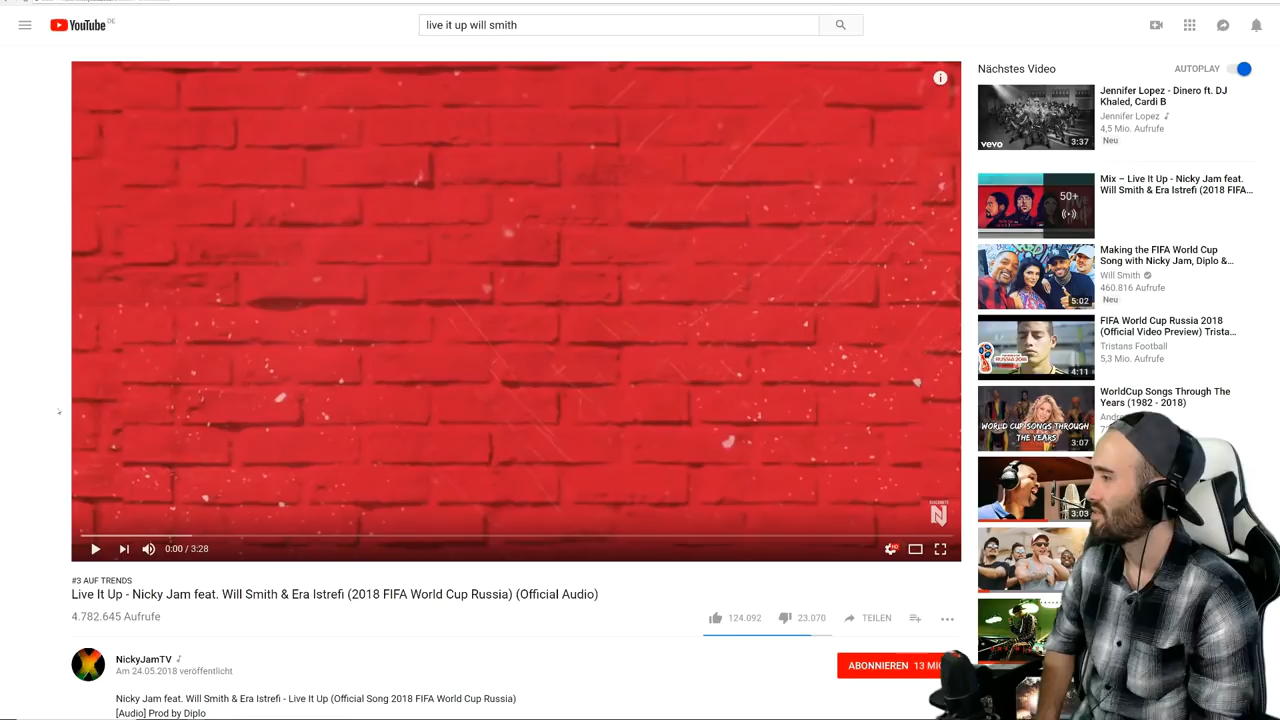 YouTube DE
live it up will smith
0:00 / 3:28
#3 AUF TRENDS
Live It Up - Nicky Jam feat. Will Smith & Era Istrefi (2018 FIFA World Cup Russia) (Official Audio)
4.782.645 Aufrufe
124.092
23.070
TEILEN
NickyJamTV
Am 24.05.2018 veröffentlicht
ABONNIEREN 13
Nicky Jam feat. Will Smith & Era Istrefi - Live It Up (Official Song 2018 FIFA World Cup Russia)
[Audio] Prod by Diplo
Nächstes Video
AUTOPLAY
vevo
3:37
Jennifer Lopez - Dinero ft. DJ
Khaled, Cardi B
Jennifer Lopez
4,5 Mio. Aufrufe
Neu
50+
Mix – Live It Up - Nicky Jam feat.
Will Smith & Era Istrefi (2018 FIFA...
5:02
Making the FIFA World Cup
Song with Nicky Jam, Diplo &...
Will Smith
460.816 Aufrufe
Neu
4:11
FIFA World Cup Russia 2018
(Official Video Preview) Trista...
Tristans Football
5,3 Mio. Aufrufe
WORLD CUP SONGS THROUGH
THE YEARS
3:07
WorldCup Songs Through The
Years (1982 - 2018)
3:03